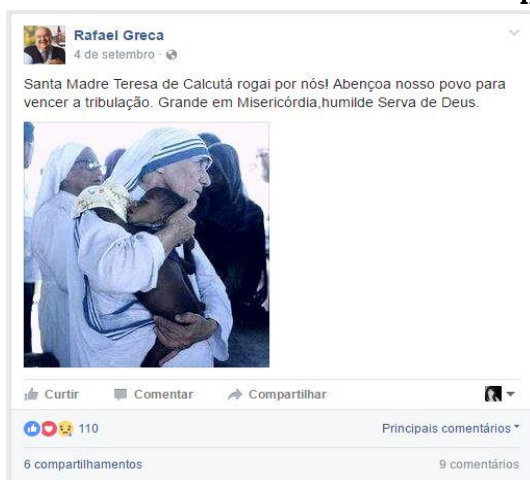 Rafael Greca
4 de setembro ·
Santa Madre Teresa de Calcutá rogai por nós! Abençoa nosso povo para
vencer a tribulação. Grande em Misericórdia,humilde Serva de Deus.
Curtir Comentar Compartilhar
110 Principais comentários
6 compartilhamentos 9 comentários